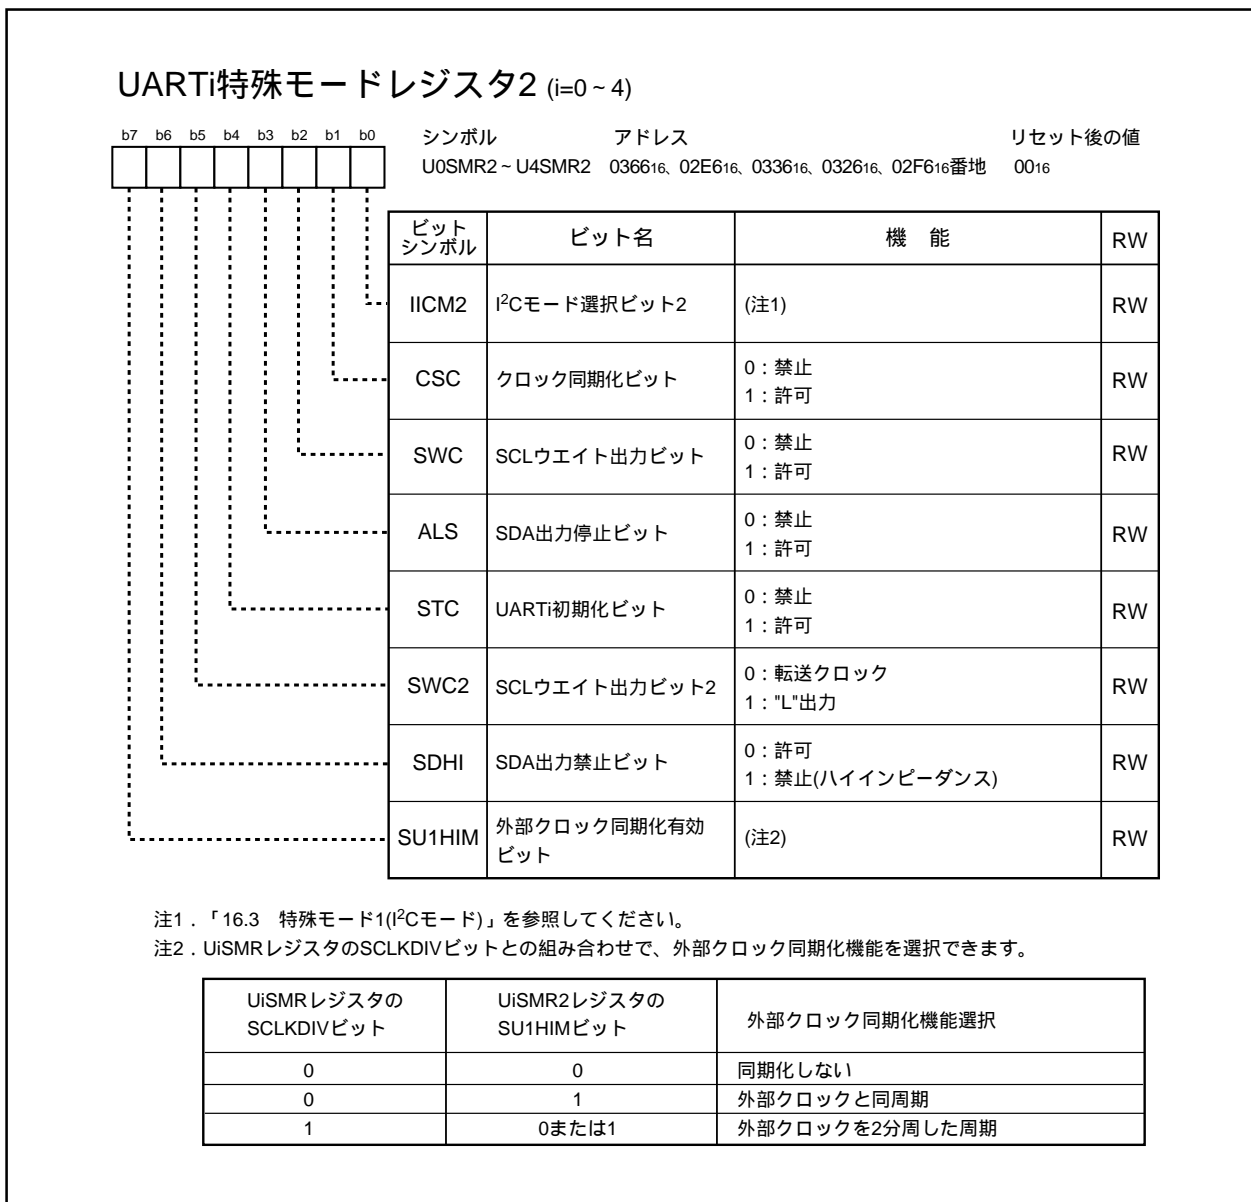 UARTi特殊モードレジスタ2 (i=0~4)
b7 b6 b5 b4 b3 b2 b1 b0
シンボル アドレス リセット後の値
U0SMR2~U4SMR2 036616、02E616、033616、032616、02F616番地 0016
ビット
シンボル ビット名 機 能 RW
IICM2 I2Cモード選択ビット2 (注1) RW
CSC クロック同期化ビット 0:禁止
1:許可 RW
SWC SCLウエイト出力ビット 0:禁止
1:許可 RW
ALS SDA出力停止ビット 0:禁止
1:許可 RW
STC UARTi初期化ビット 0:禁止
1:許可 RW
SWC2 SCLウエイト出力ビット2 0:転送クロック
1:"L"出力 RW
SDHI SDA出力禁止ビット 0:許可
1:禁止(ハイインピーダンス) RW
SU1HIM 外部クロック同期化有効
ビット (注2) RW
注1.「16.3 特殊モード1(I2Cモード)」を参照してください。
注2.UiSMRレジスタのSCLKDIVビットとの組み合わせで、外部クロック同期化機能を選択できます。
UiSMRレジスタの
SCLKDIVビット
UiSMR2レジスタの
SU1HIMビット
外部クロック同期化機能選択
0 0 同期化しない
0 1 外部クロックと同周期
1 0または1 外部クロックを2分周した周期